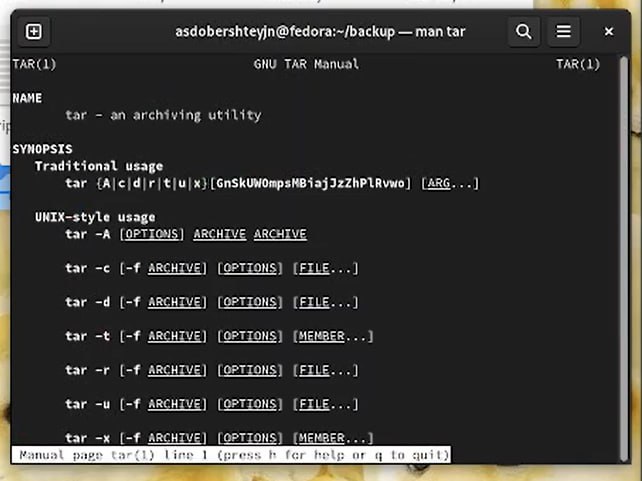 asdobershteyjn@fedora:~/backup — man tar
TAR(1) GNU TAR Manual TAR(1)
NAME
tar - an archiving utility
SYNOPSIS
Traditional usage
tar {A|c|d|r|t|u|x}[GnSkUWOmpsMBiajJzZhPlRvwo] [ARG...]
UNIX-style usage
tar -A [OPTIONS] ARCHIVE ARCHIVE
tar -c [-f ARCHIVE] [OPTIONS] [FILE...]
tar -d [-f ARCHIVE] [OPTIONS] [FILE...]
tar -t [-f ARCHIVE] [OPTIONS] [MEMBER...]
tar -r [-f ARCHIVE] [OPTIONS] [FILE...]
tar -u [-f ARCHIVE] [OPTIONS] [FILE...]
tar -x [-f ARCHIVE] [OPTIONS] [MEMBER...]
Manual page tar(1) line 1 (press h for help or q to quit)